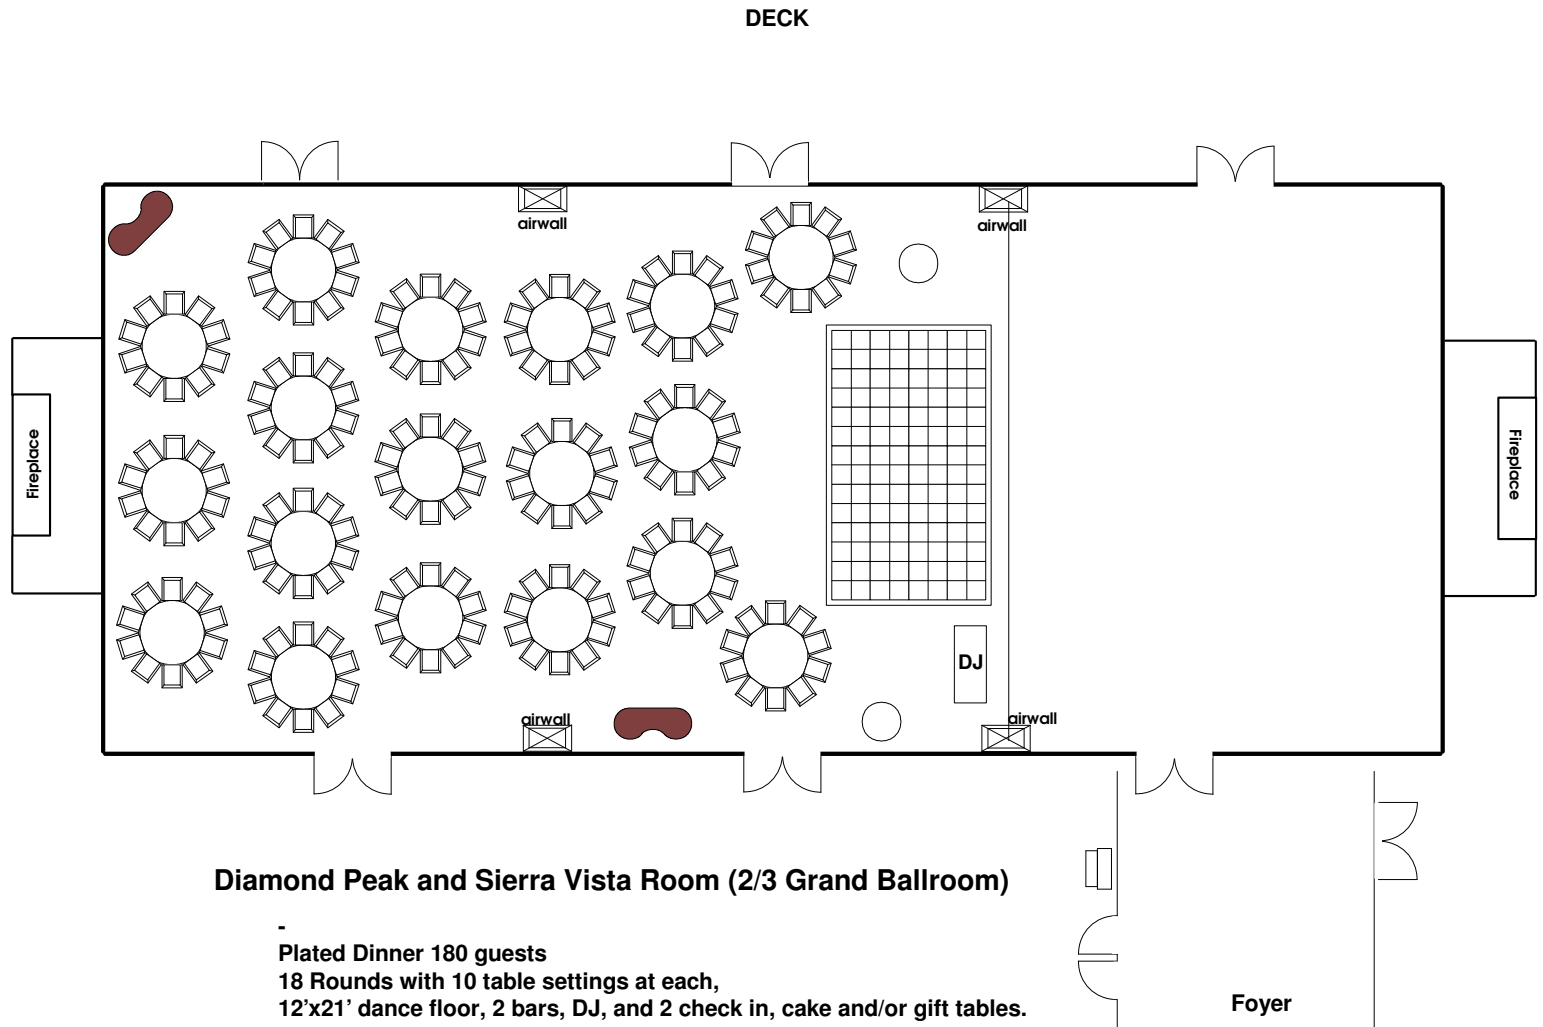 DECK
airwall
airwall
Fireplace
Fireplace
DJ
airwall
airwall
Diamond Peak and Sierra Vista Room (2/3 Grand Ballroom)
-
Plated Dinner 180 guests
18 Rounds with 10 table settings at each,
12’x21’ dance floor, 2 bars, DJ, and 2 check in, cake and/or gift tables.
Foyer